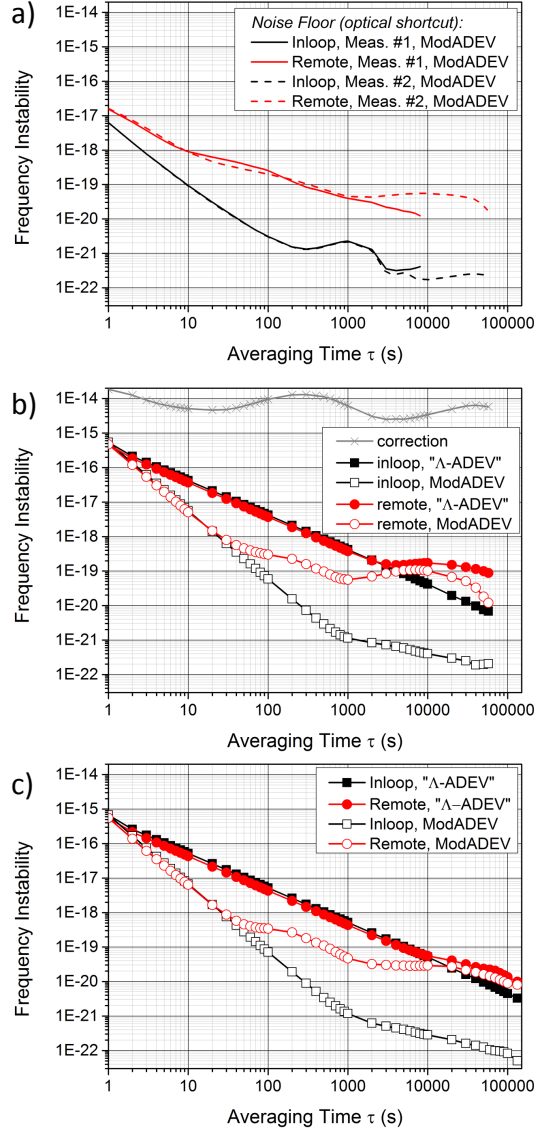 a)
Noise Floor (optical shortcut):
Inloop, Meas. #1, ModADEV
Remote, Meas. #1, ModADEV
Inloop, Meas. #2, ModADEV
Remote, Meas. #2, ModADEV
1E-14
1E-15
1E-16
1E-17
1E-18
1E-19
1E-20
1E-21
1E-22
Frequency Instability
1 10 100 1000 10000 100000
Averaging Time τ (s)
b)
correction
inloop, "Λ-ADEV"
inloop, ModADEV
remote, "Λ-ADEV"
remote, ModADEV
1E-14
1E-15
1E-16
1E-17
1E-18
1E-19
1E-20
1E-21
1E-22
Frequency Instability
1 10 100 1000 10000 100000
Averaging Time τ (s)
c)
Inloop, "Λ-ADEV"
Remote, "Λ–ADEV"
Inloop, ModADEV
Remote, ModADEV
1E-14
1E-15
1E-16
1E-17
1E-18
1E-19
1E-20
1E-21
1E-22
Frequency Instability
1 10 100 1000 10000 100000
Averaging Time τ (s)